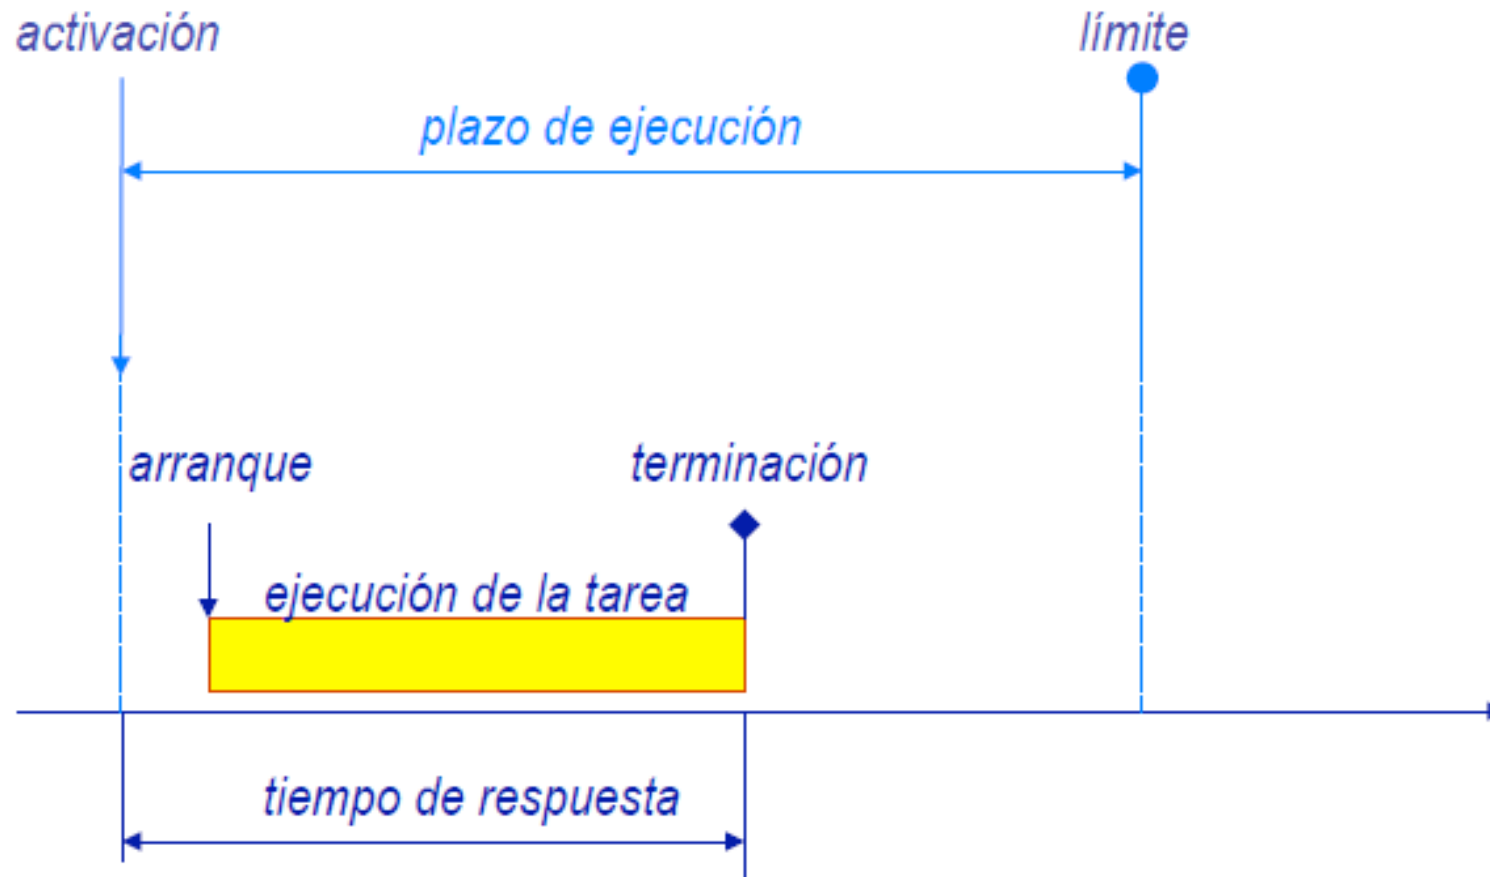 activación
límite
plazo de ejecución
arranque
terminación
ejecución de la tarea
tiempo de respuesta